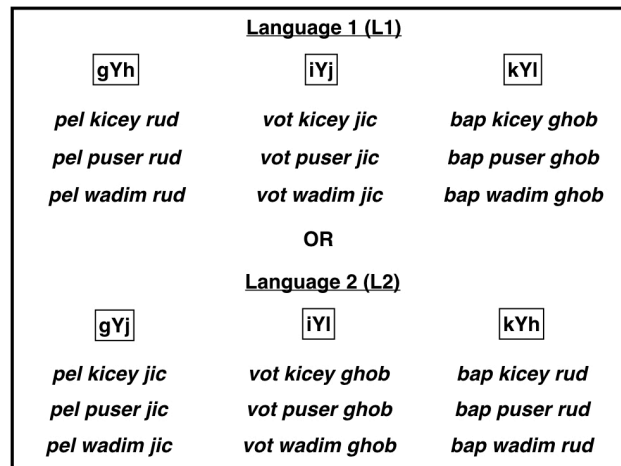 Language 1 (L1)
gYh iYj kYl
pel kicey rud vot kicey jic bap kicey ghob
pel puser rud vot puser jic bap puser ghob
pel wadim rud vot wadim jic bap wadim ghob
OR
Language 2 (L2)
gYj iYl kYh
pel kicey jic vot kicey ghob bap kicey rud
pel puser jic vot puser ghob bap puser rud
pel wadim jic vot wadim ghob bap wadim rud